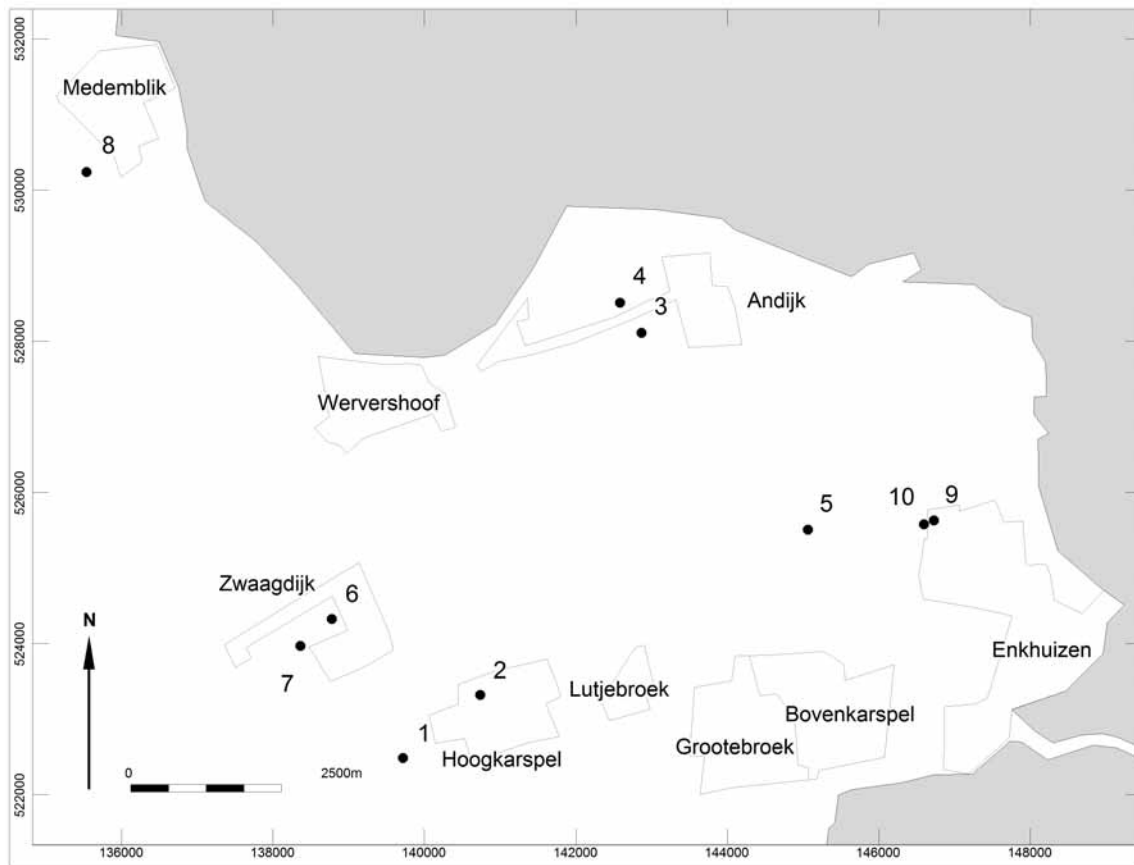 532000
Medemblik
8
530000
4
3
Andijk
528000
Wervershoof
526000
5
10
9
Zwaagdijk
6
N
524000
7
Enkhuizen
2
Lutjebroek
Bovenkarspel
1
Hoogkarspel
Grootebroek
0
2500m
522000
136000
138000
140000
142000
144000
146000
148000